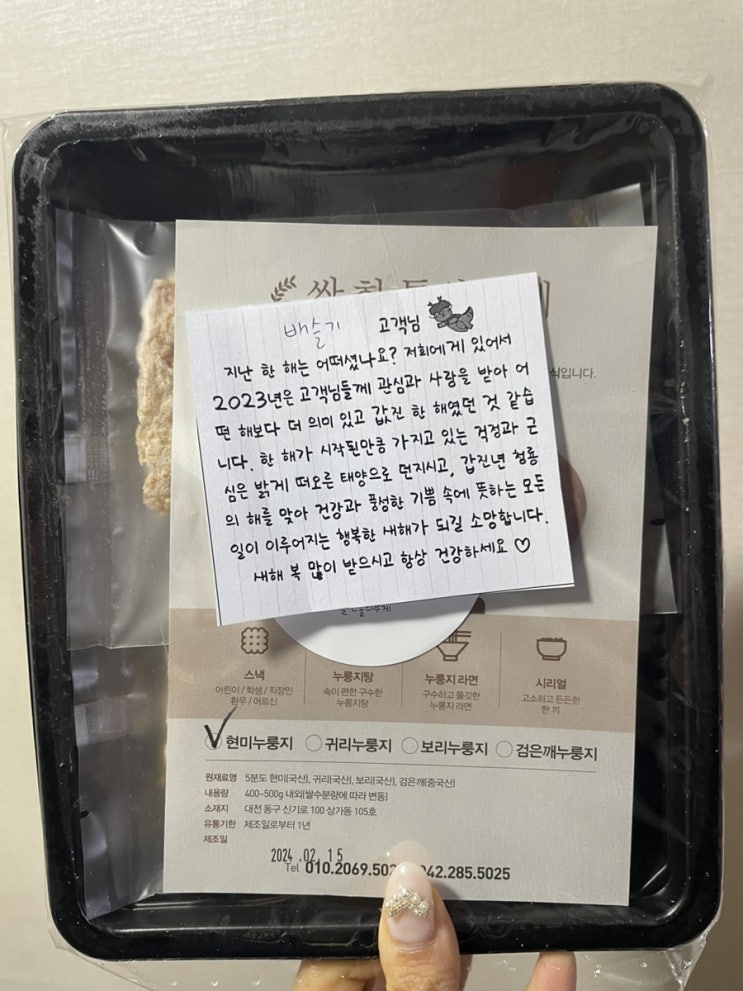 배슬기 고객님
지난 한 해는 어떠셨나요? 저희에게 있어서
2023년은 고객님들께 관심과 사랑을 받아 어
떤 해보다 더 의미 있고 값진 한 해였던 것 같습
니다. 한 해가 시작된만큼 가지고 있는 걱정과 근
심은 밝게 떠오른 태양으로 던지시고, 갑진년 청룡
의 해를 맞아 건강과 풍성한 기쁨 속에 뜻하는 모든
일이 이루어지는 행복한 새해가 되길 소망합니다.
새해 복 많이 받으시고 항상 건강하세요 ♡
식입니다.
스낵 누룽지탕 누룽지 라면 시리얼
어린이 / 학생 / 직장인 속이 편한 구수한 구수하고 쫄깃한 고소하고 든든한
환우 / 어르신 누룽지탕 누룽지 라면 한 끼
✓현미누룽지 ○귀리누룽지 ○보리누룽지 ○검은깨누룽지
원재료명 5분도 현미(국산), 귀리(국산), 보리(국산), 검은깨(중국산)
내용량 400~500g 내외(쌀수분량에 따라 변동)
소재지 대전 동구 신기로 100 상가동 105호
유통기한 제조일로부터 1년
제조일
2024.02.15
Tel 010.2069.502 042.285.5025